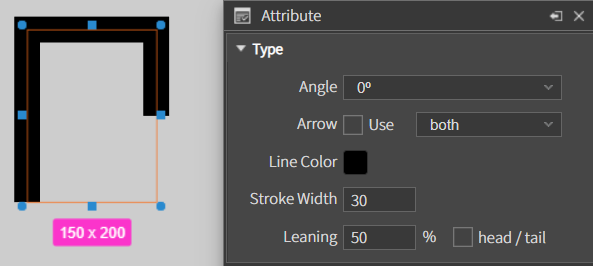 Attribute
Type
Angle 0º
Arrow Use both
Line Color
Stroke Width 30
Leaning 50 % head / tail
150 x 200